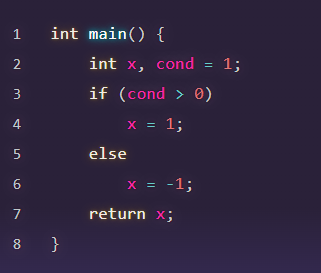 1 int main() {
2     int x, cond = 1;
3     if (cond > 0)
4         x = 1;
5     else
6         x = -1;
7     return x;
8 }